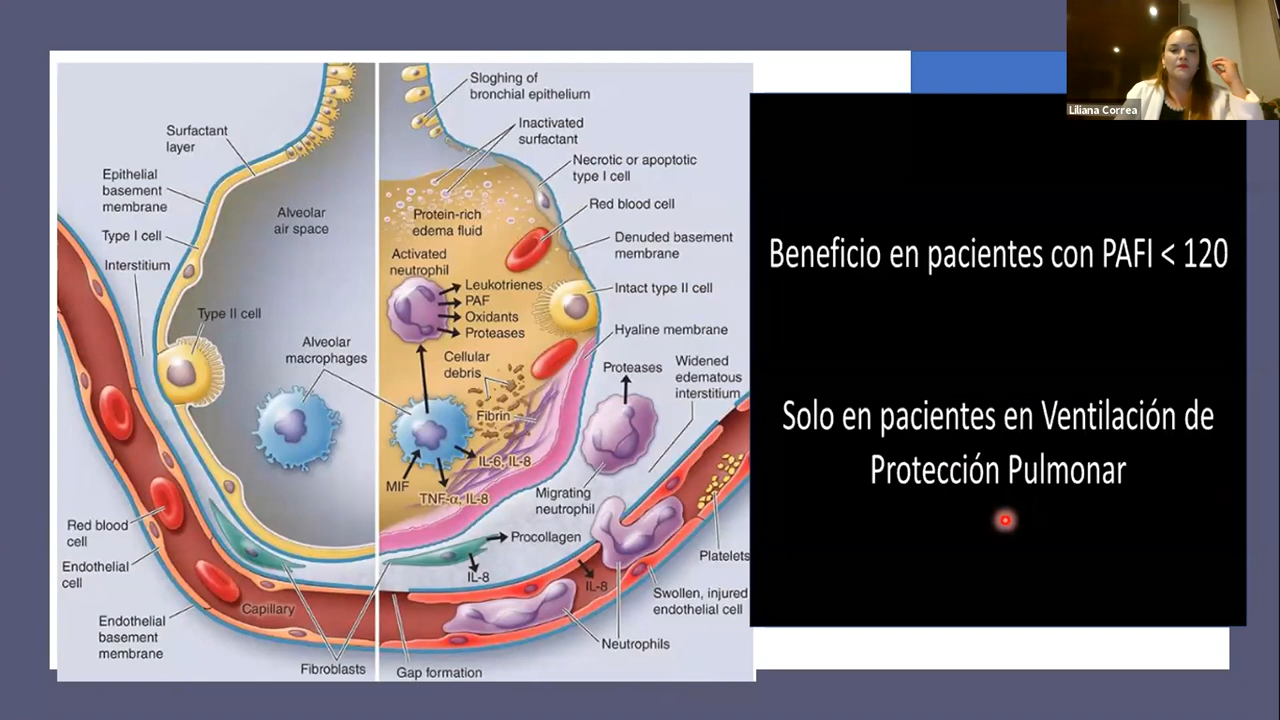 Surfactant
layer
Epithelial
basement
membrane
Type I cell
Interstitium
Type II cell
Alveolar
air space
Alveolar
macrophages
Red blood
cell
Endothelial
cell
Endothelial
basement
membrane
Capillary
Fibroblasts
Sloghing of
bronchial epithelium
Inactivated
surfactant
Necrotic or apoptotic
type I cell
Red blood cell
Protein-rich
edema fluid
Denuded basement
membrane
Activated
neutrophil
Leukotrienes
PAF
Oxidants
Proteases
Intact type II cell
Hyaline membrane
Cellular
debris
Proteases
Widened
edematous
interstitium
Fibrin
IL-6, IL-8
MIF
TNF-α, IL-8
Migrating
neutrophil
Procollagen
IL-8
IL-8
Platelets
Swollen, injured
endothelial cell
Neutrophils
Gap formation
Beneficio en pacientes con PAFI < 120
Solo en pacientes en Ventilación de
Protección Pulmonar
Liliana Correa